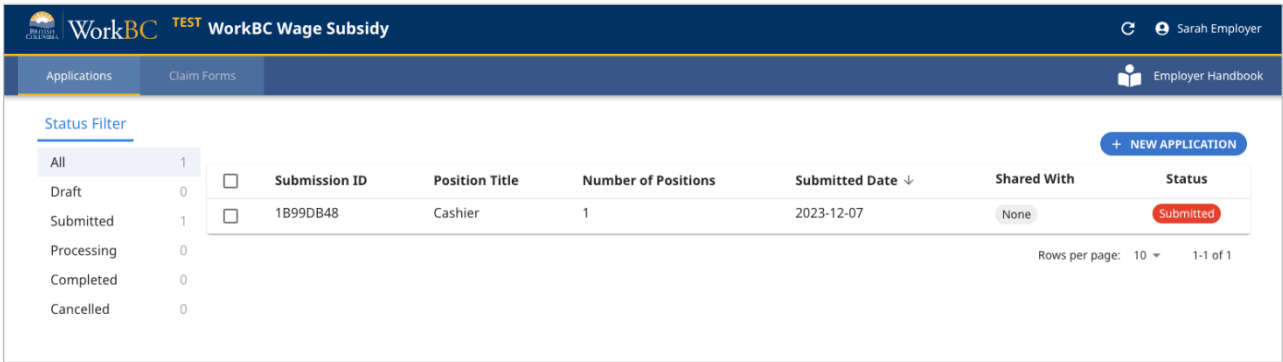 BRITISH
COLUMBIA
WorkBC
TEST WorkBC Wage Subsidy
Sarah Employer
Applications
Claim Forms
Employer Handbook
Status Filter
All 1
Draft 0
Submitted 1
Processing 0
Completed 0
Cancelled 0
+ NEW APPLICATION
Submission ID Position Title Number of Positions Submitted Date ↓ Shared With Status
1B99DB48 Cashier 1 2023-12-07 None Submitted
Rows per page: 10 1-1 of 1